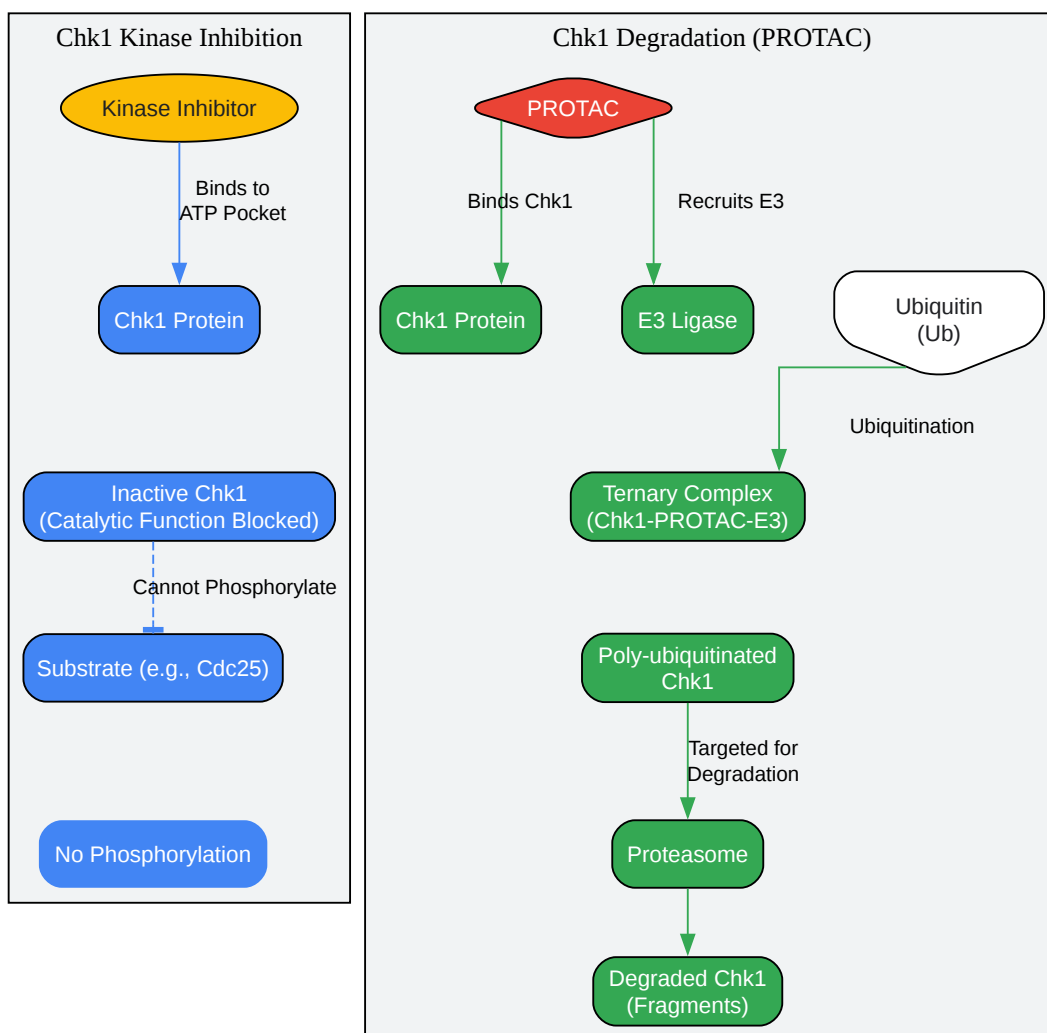 Chk1 Kinase Inhibition
Kinase Inhibitor
Binds to
ATP Pocket
Chk1 Protein
Inactive Chk1
(Catalytic Function Blocked)
Cannot Phosphorylate
Substrate (e.g., Cdc25)
No Phosphorylation
Chk1 Degradation (PROTAC)
PROTAC
Binds Chk1
Recruits E3
Chk1 Protein
E3 Ligase
Ubiquitin
(Ub)
Ubiquitination
Ternary Complex
(Chk1-PROTAC-E3)
Poly-ubiquitinated
Chk1
Targeted for
Degradation
Proteasome
Degraded Chk1
(Fragments)